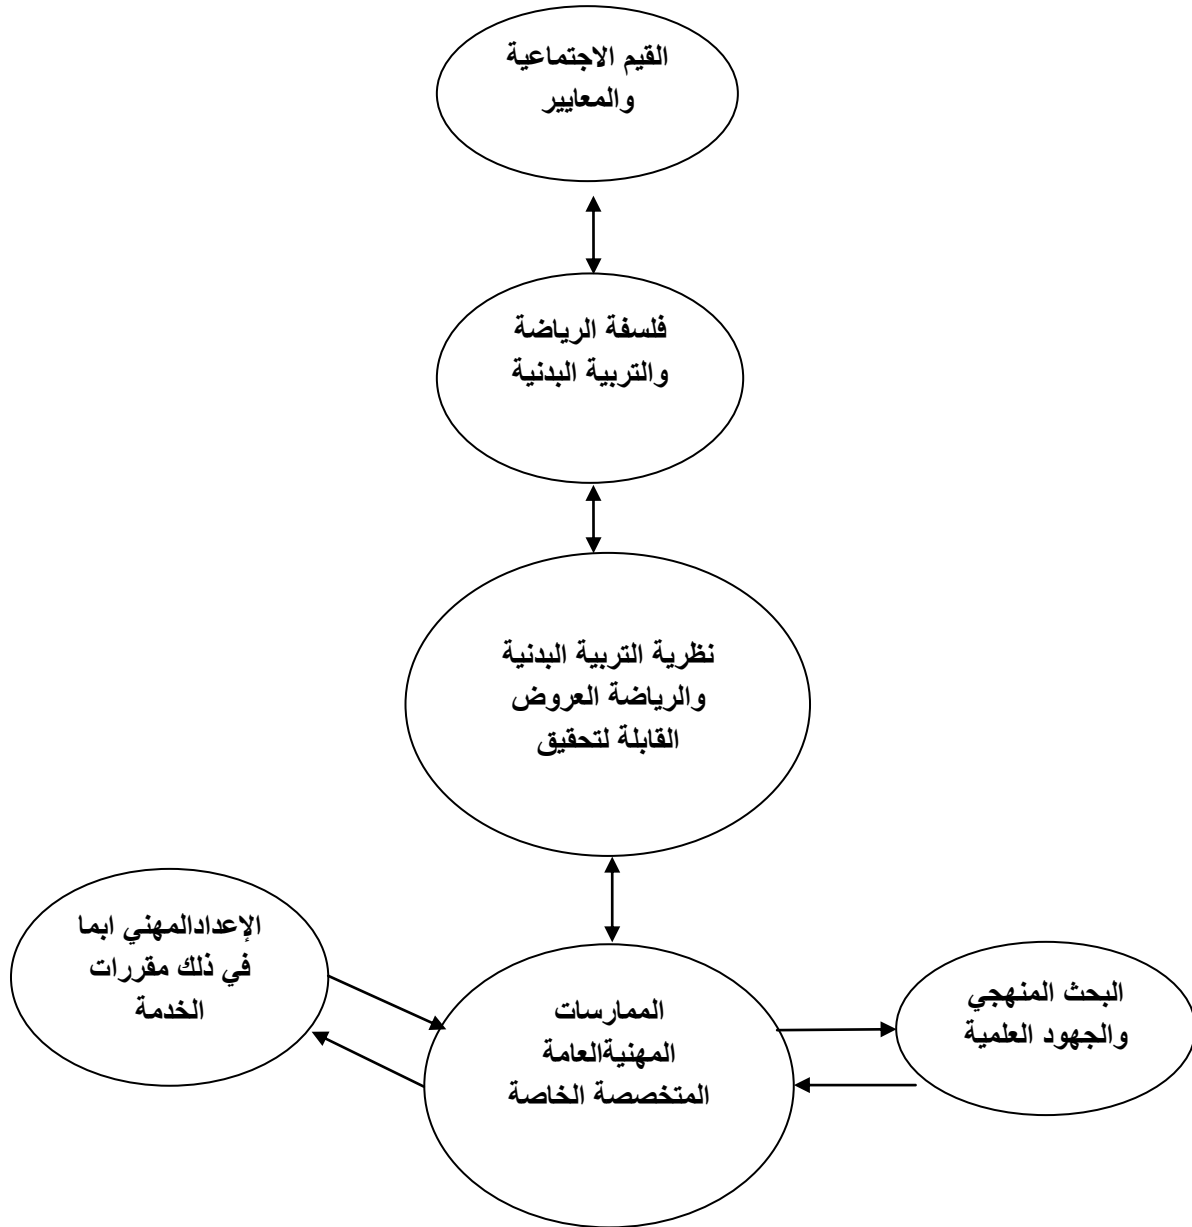 القيم الاجتماعية
والمعايير
فلسفة الرياضة
والتربية البدنية
نظرية التربية البدنية
والرياضة العروض
القابلة لتحقيق
الإعدادالمهني ابما
في ذلك مقررات
الخدمة
الممارسات
المهنيةالعامة
المتخصصة الخاصة
البحث المنهجي
والجهود العلمية